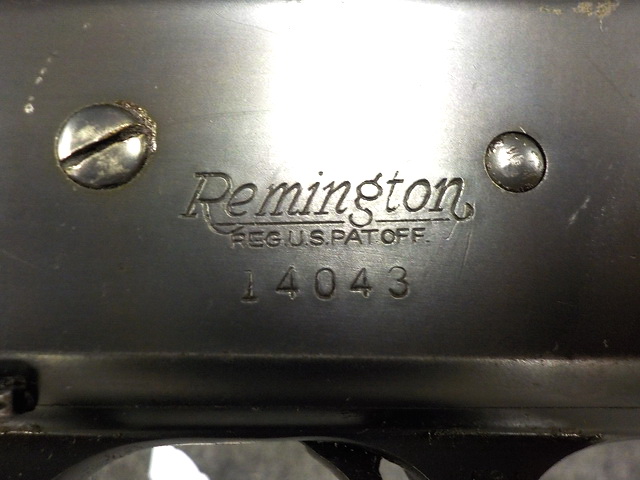 Remington
REG.U.S.PAT OFF.
14043